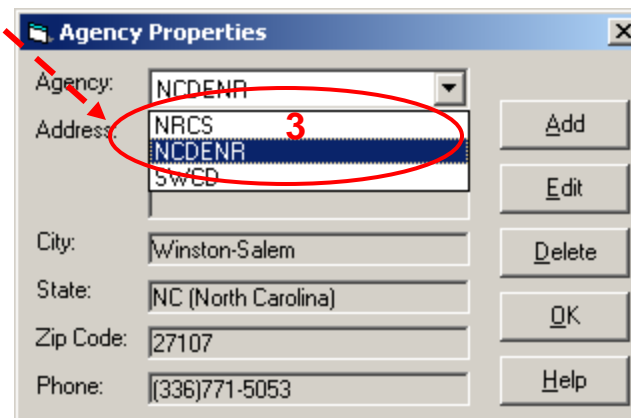 Agency Properties
Agency: NCDENR
Address: NRCS 3
NCDENR
SWCD
Add
Edit
City: Winston-Salem
Delete
State: NC (North Carolina)
OK
Zip Code: 27107
Phone: (336)771-5053
Help